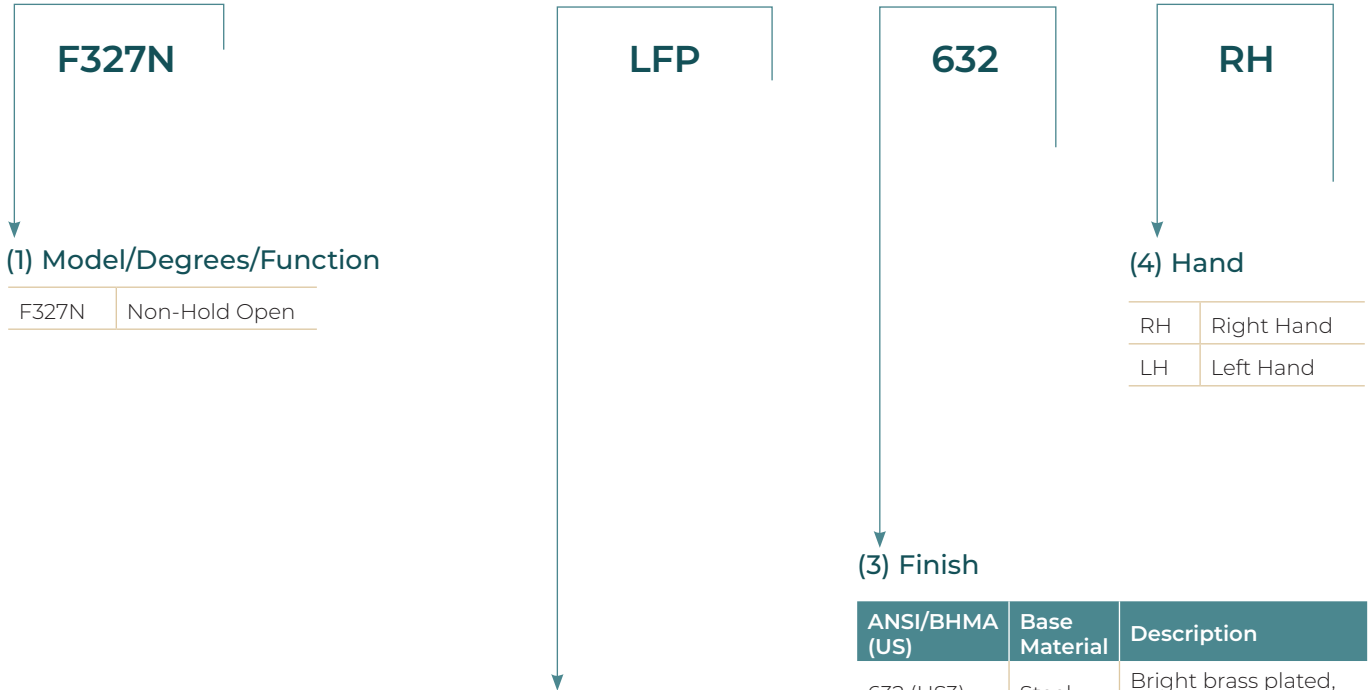 F327N LFP 632 RH
(1) Model/Degrees/Function
F327N Non-Hold Open
(4) Hand
RH Right Hand
LH Left Hand
(3) Finish
ANSI/BHMA (US) Base Material Description
Bright brass plated,